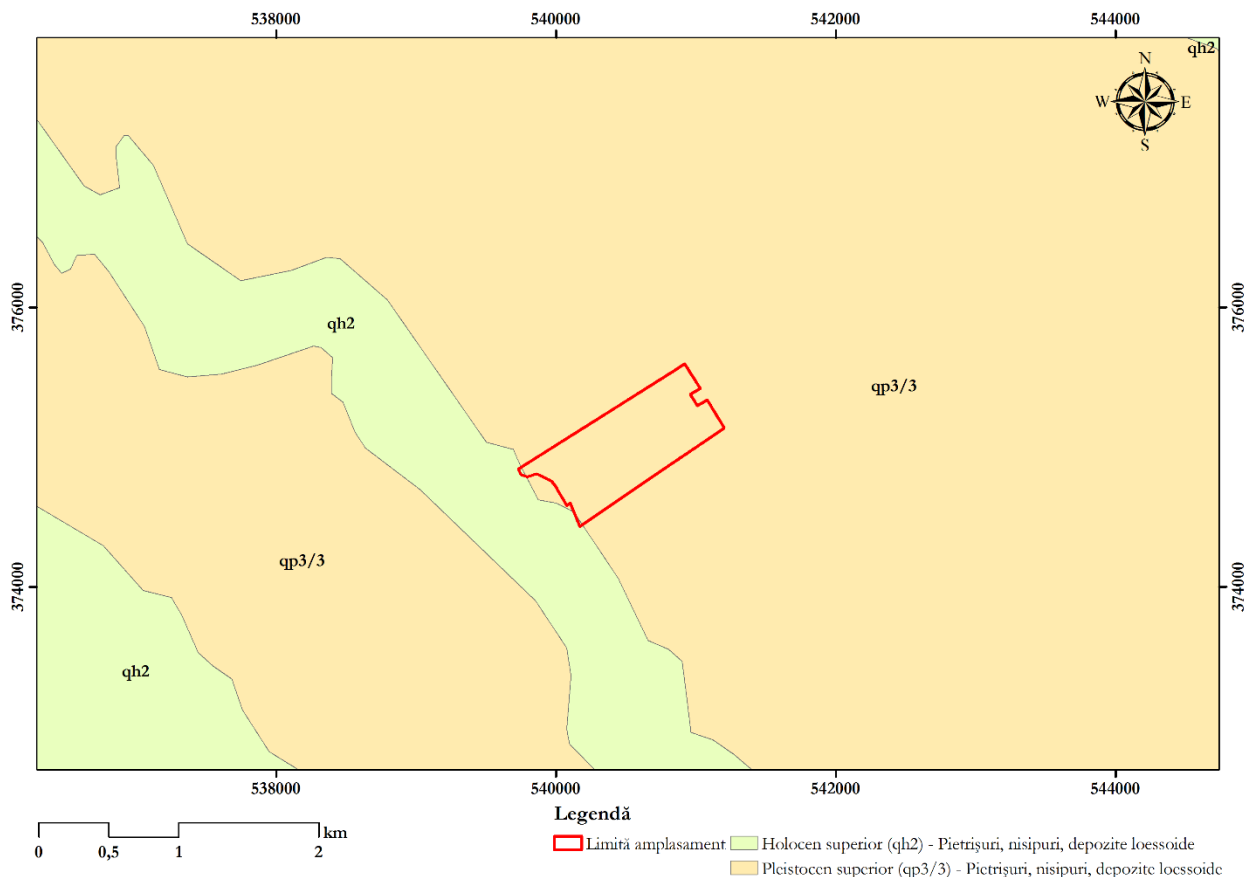 538000
540000
542000
544000
qh2
N
W
E
S
376000
376000
qh2
qp3/3
qp3/3
374000
374000
qh2
538000
540000
542000
544000
Legendă
km
Limită amplasament
Holocen superior (qh2) - Pietrișuri, nisipuri, depozite loessoide
0
0,5
1
2
Pleistocen superior (qp3/3) - Pietrișuri, nisipuri, depozite loessoide